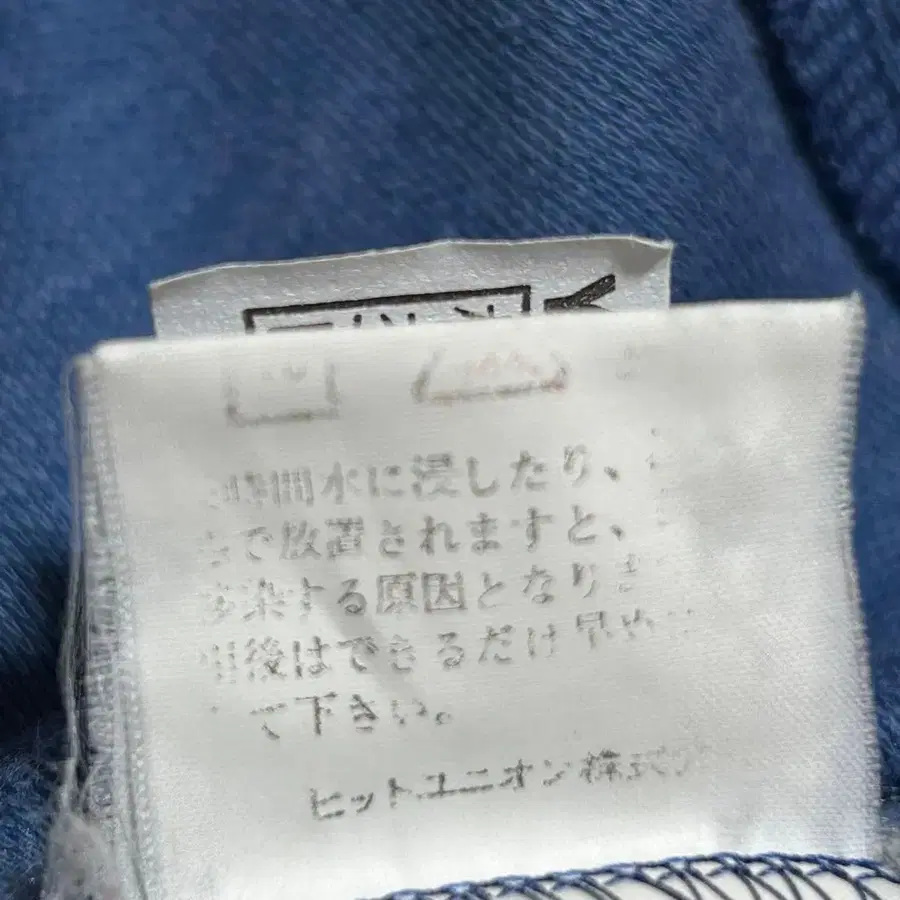 時間水に浸したり、
で放置されますと、
染する原因となりま
後はできるだけ早め
て下さい。
ヒットユニオン株式